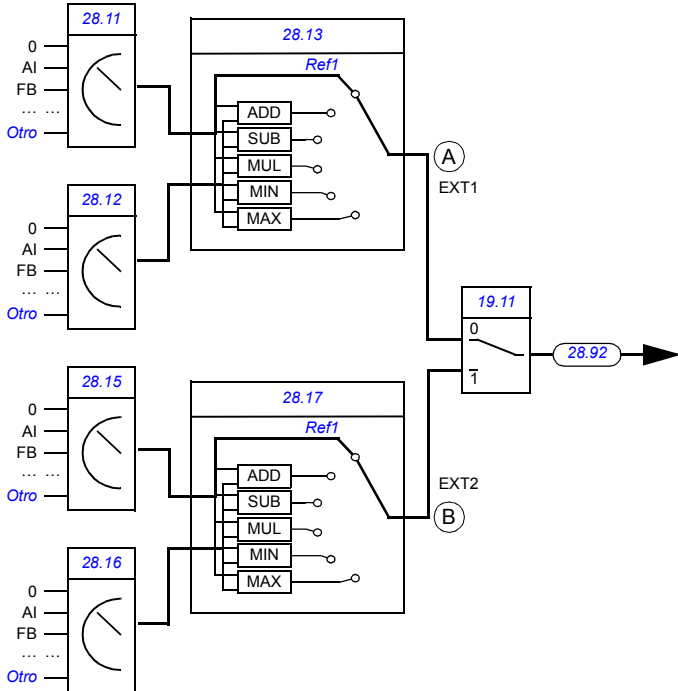 28.11
0
AI
FB
... ...
Otro
28.13
Ref1
ADD
SUB
MUL
MIN
MAX
A
EXT1
28.12
0
AI
FB
... ...
Otro
19.11
0
1
28.92
28.15
0
AI
FB
... ...
Otro
28.17
Ref1
ADD
SUB
MUL
MIN
MAX
EXT2
B
28.16
0
AI
FB
... ...
Otro